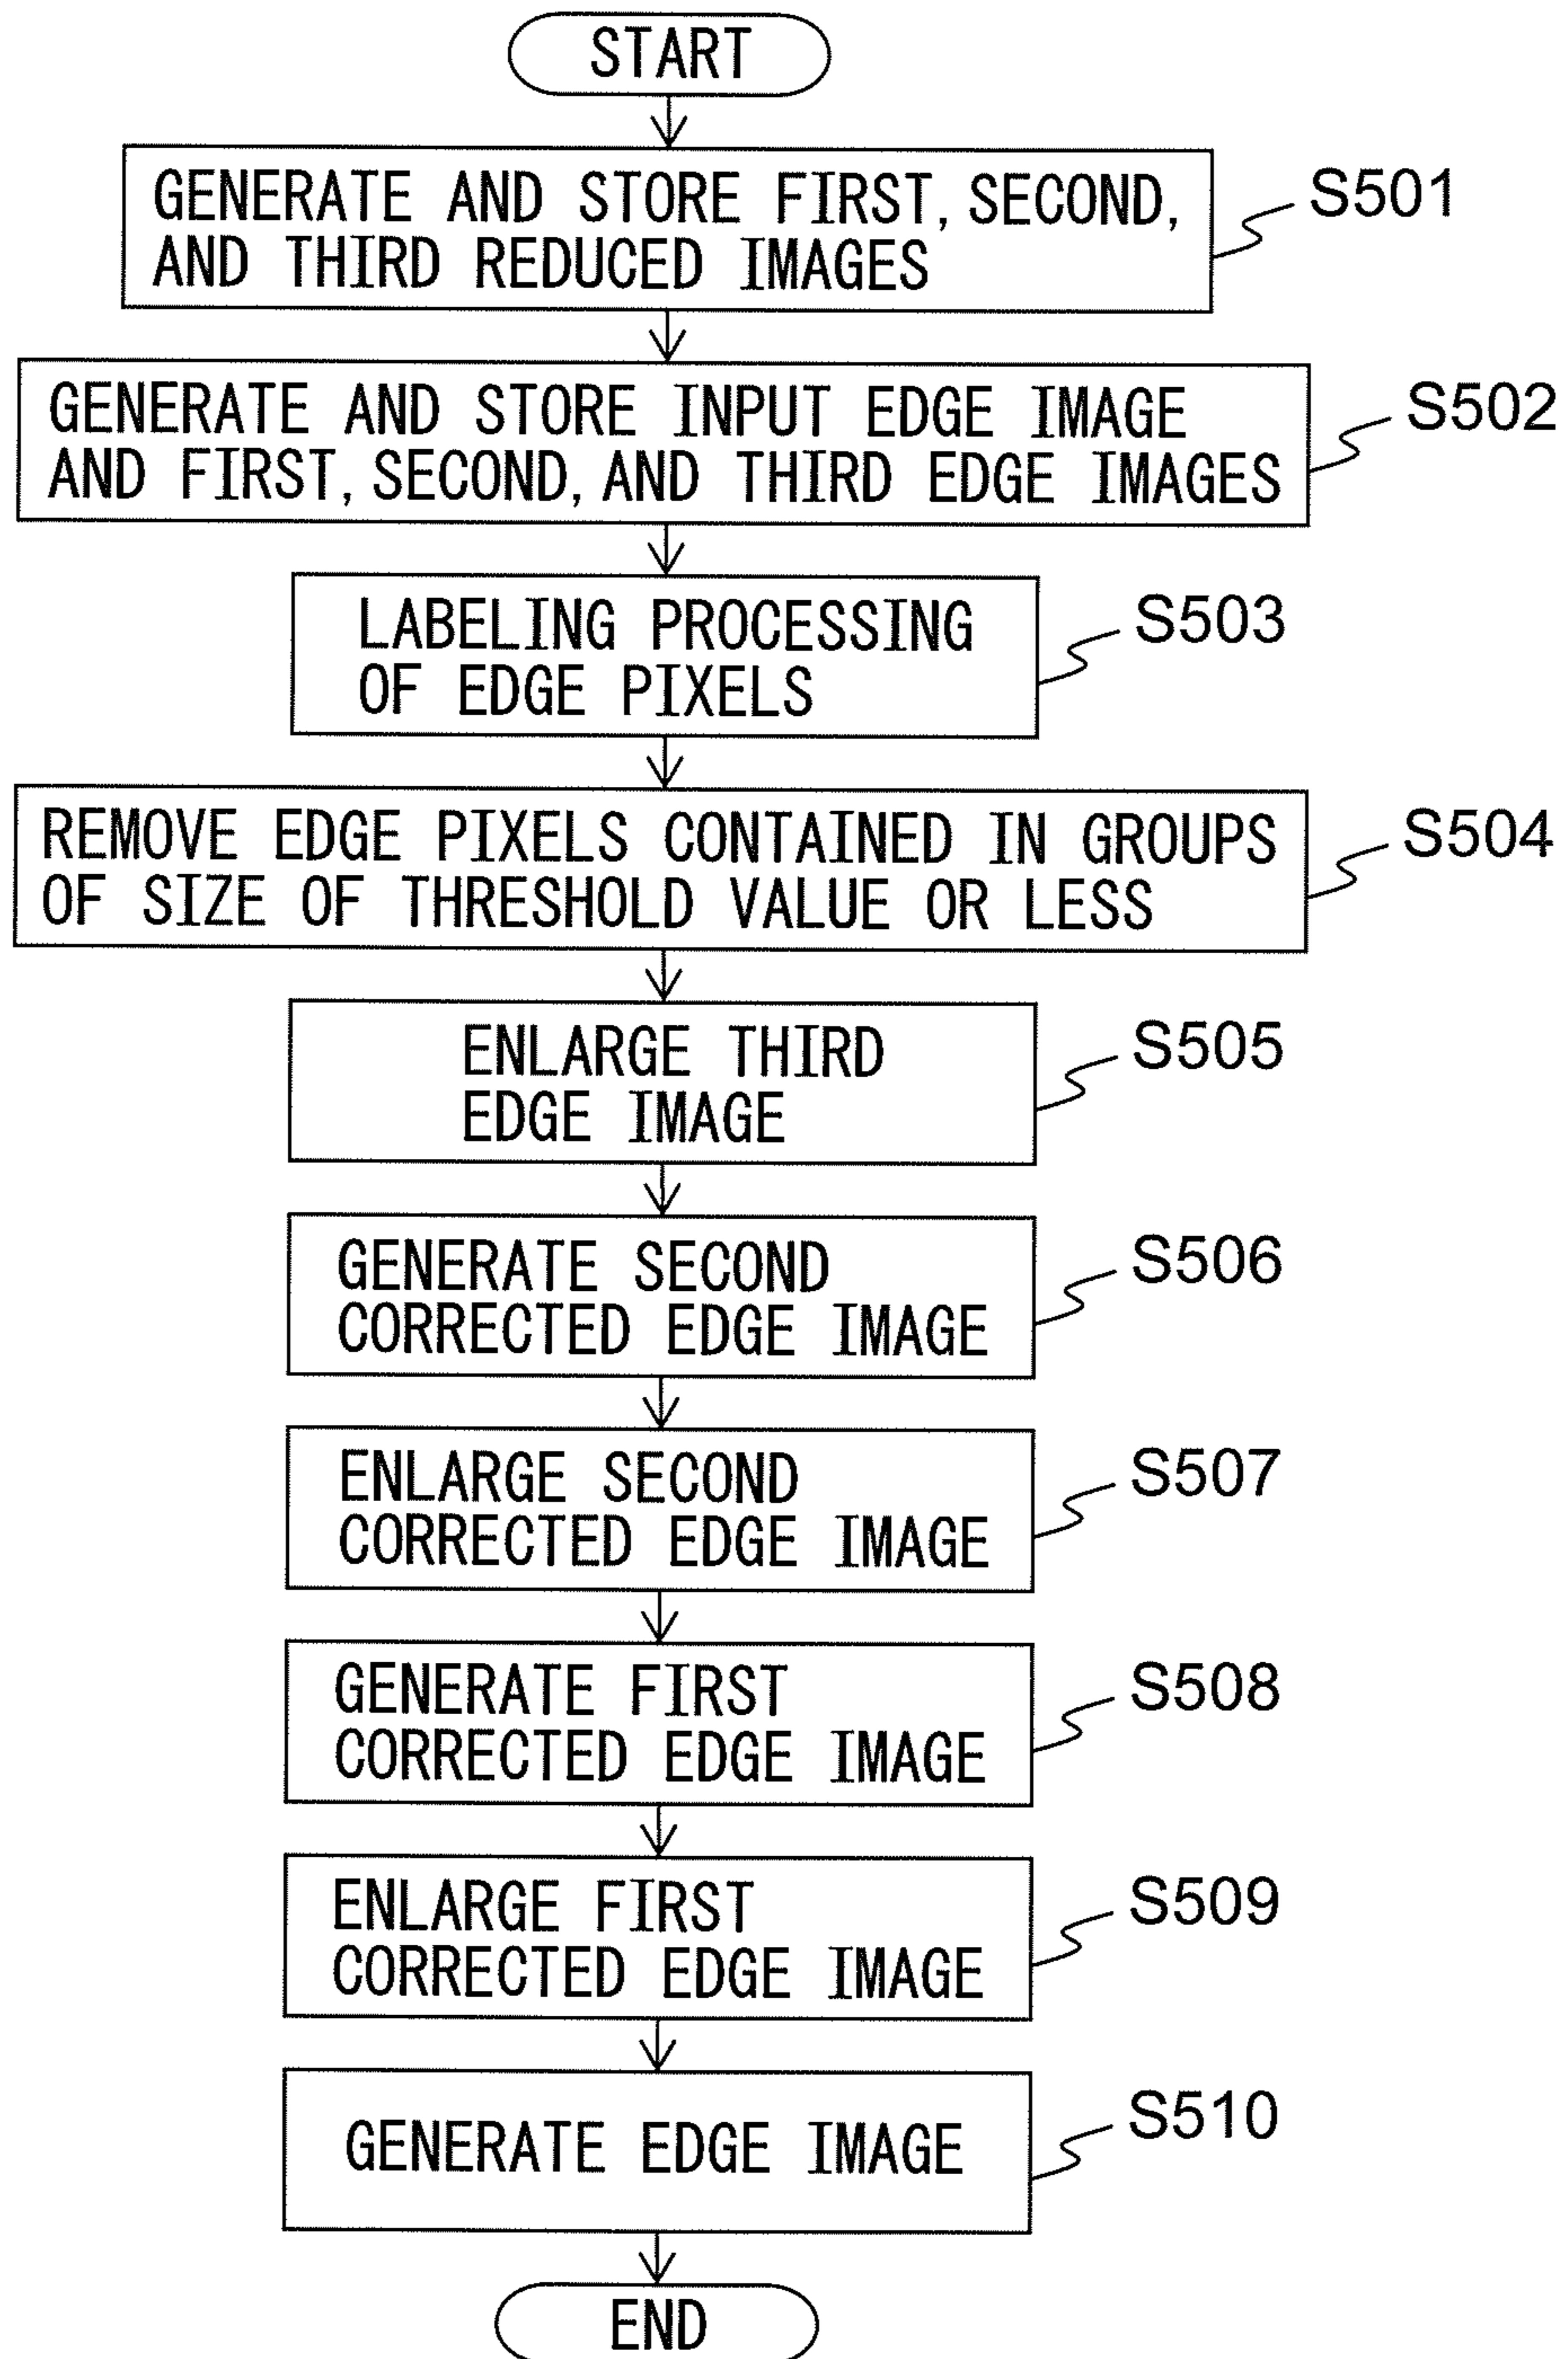 START
GENERATE AND STORE FIRST, SECOND,
AND THIRD REDUCED IMAGES
S501
GENERATE AND STORE INPUT EDGE IMAGE
AND FIRST, SECOND, AND THIRD EDGE IMAGES
S502
LABELING PROCESSING
OF EDGE PIXELS
S503
REMOVE EDGE PIXELS CONTAINED IN GROUPS
OF SIZE OF THRESHOLD VALUE OR LESS
S504
ENLARGE THIRD
EDGE IMAGE
S505
GENERATE SECOND
CORRECTED EDGE IMAGE
S506
ENLARGE SECOND
CORRECTED EDGE IMAGE
S507
GENERATE FIRST
CORRECTED EDGE IMAGE
S508
ENLARGE FIRST
CORRECTED EDGE IMAGE
S509
GENERATE EDGE IMAGE
S510
END